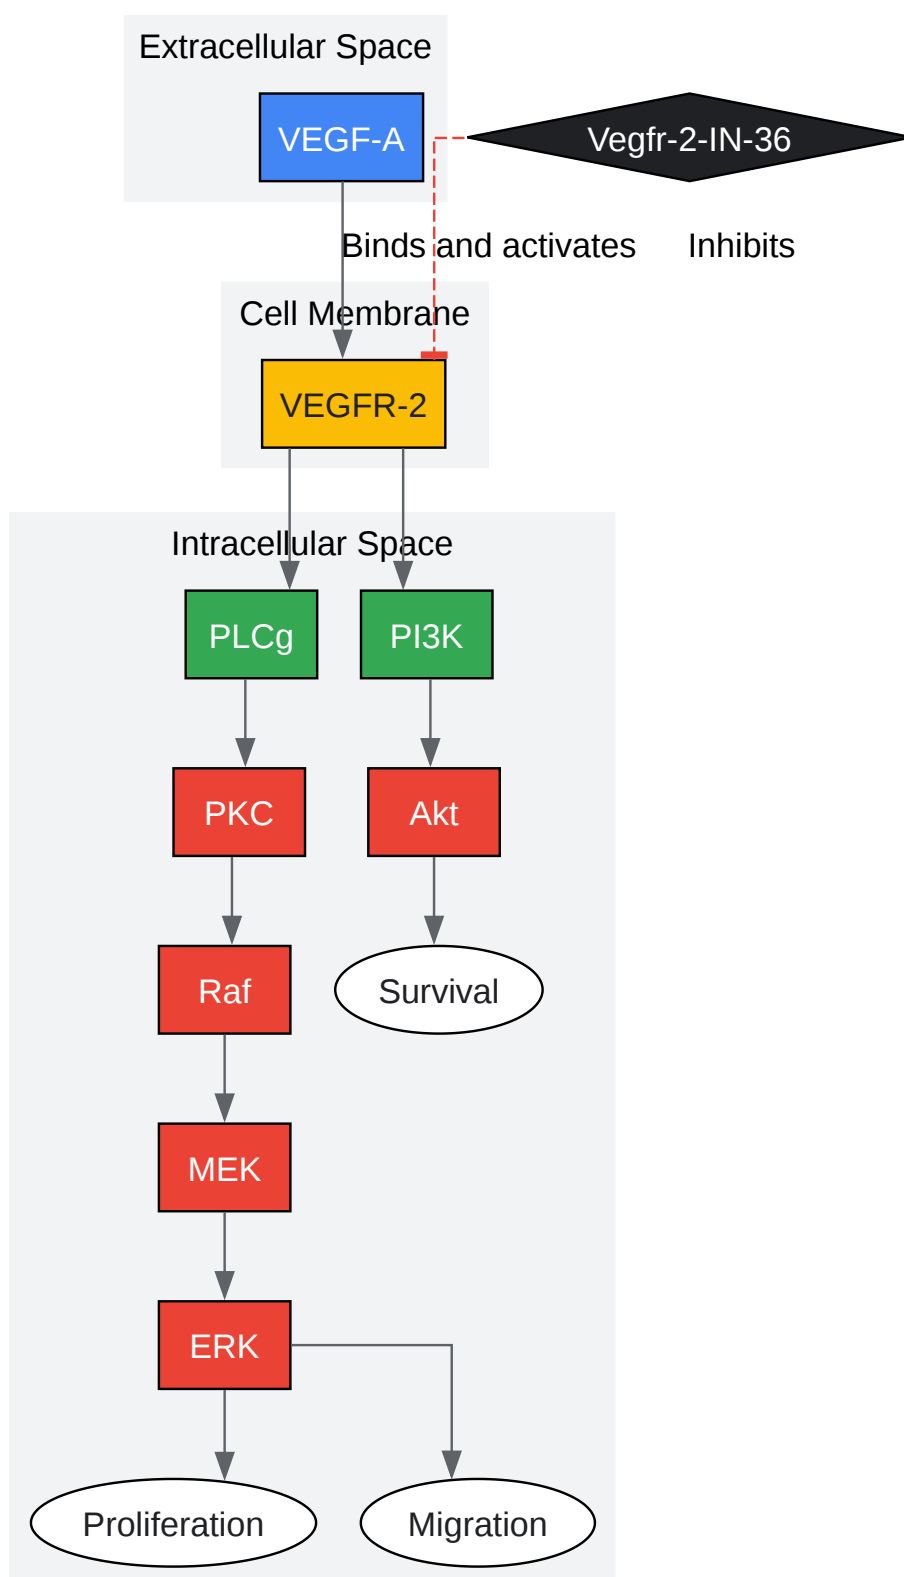 Extracellular Space
VEGF-A
Vegfr-2-IN-36
Binds and activates
Inhibits
Cell Membrane
VEGFR-2
Intracellular Space
PLCg
PI3K
PKC
Akt
Raf
Survival
MEK
ERK
Proliferation
Migration